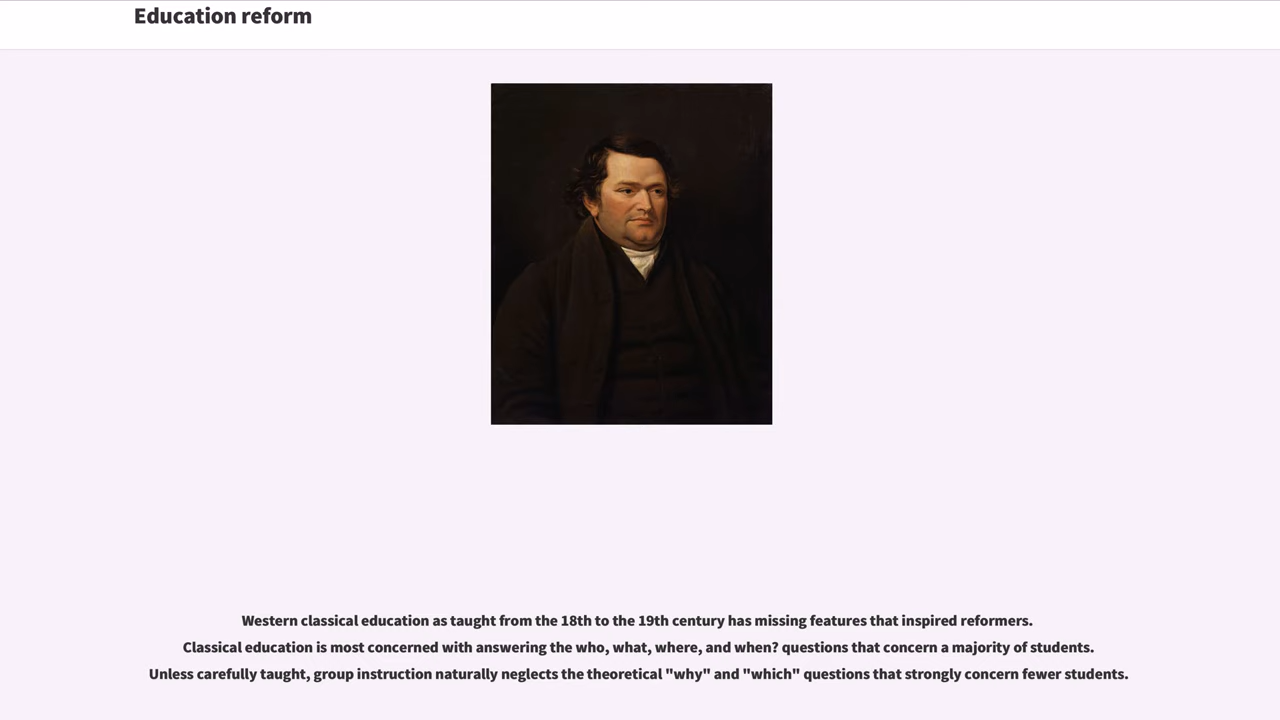 Education reform
Western classical education as taught from the 18th to the 19th century has missing features that inspired reformers.
Classical education is most concerned with answering the who, what, where, and when? questions that concern a majority of students.
Unless carefully taught, group instruction naturally neglects the theoretical "why" and "which" questions that strongly concern fewer students.